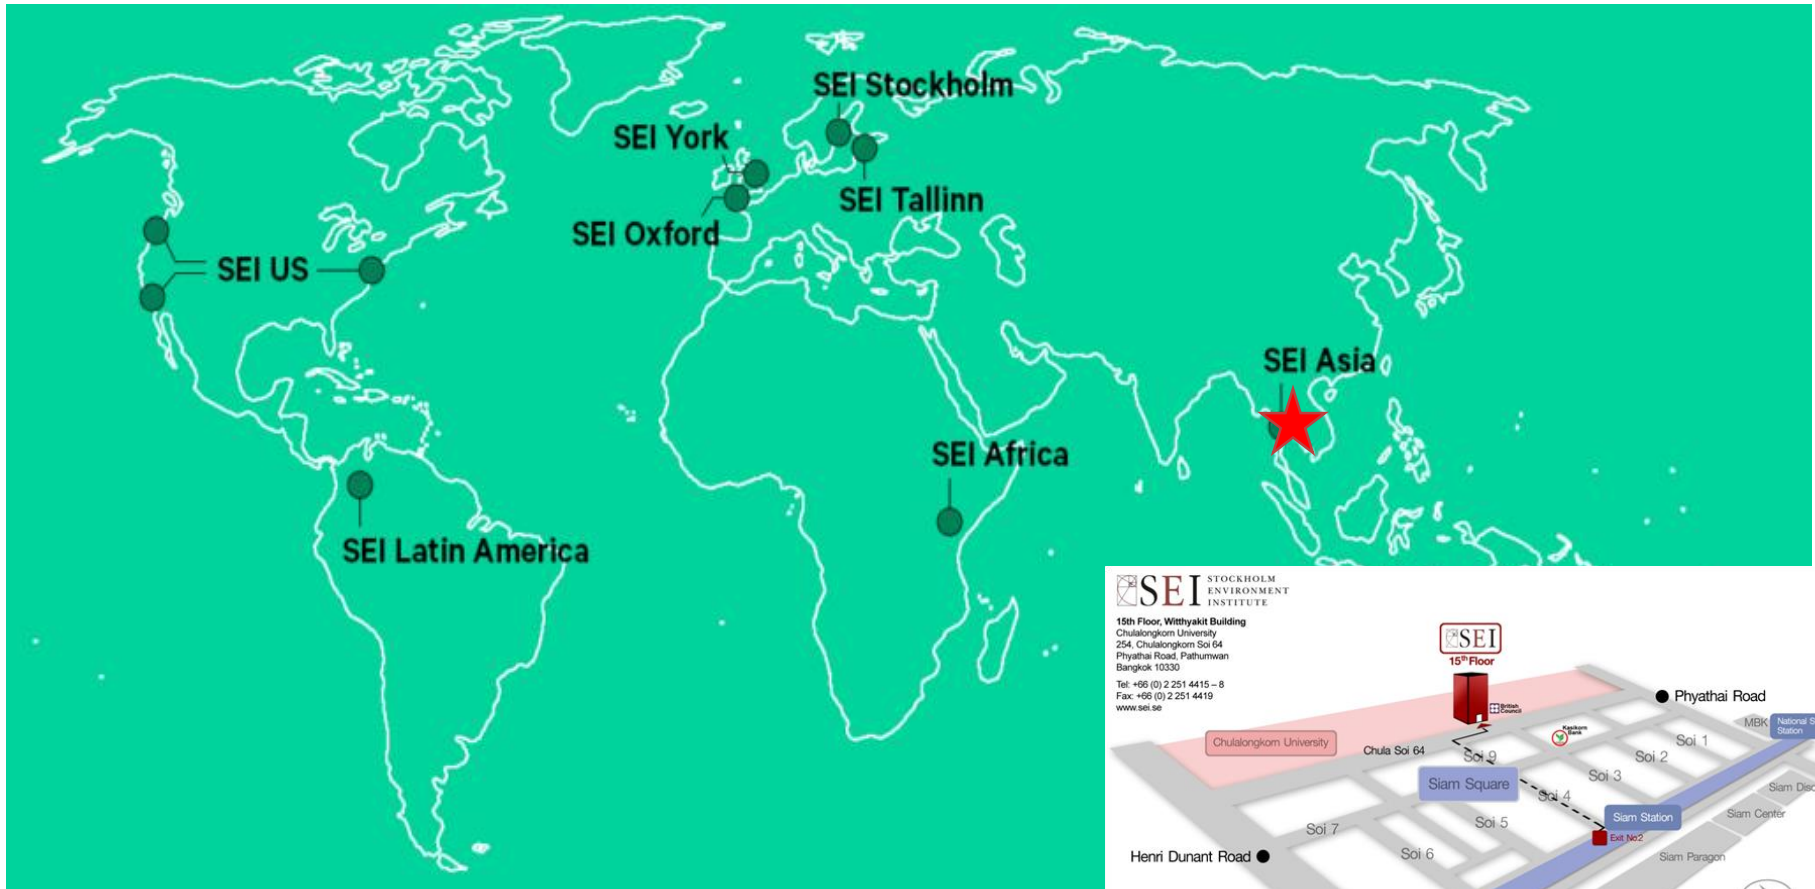 SEI Stockholm
SEI York
SEI Tallinn
SEI Oxford
SEI US
SEI Asia
SEI Africa
SEI Latin America
SEI STOCKHOLM
ENVIRONMENT
INSTITUTE
15th Floor, Witthyakit Building
Chulalongkorn University
254, Chulalongkorn Soi 64
Phyathai Road, Pathumwan
Bangkok 10330
Tel: +66 (0) 2 251 4415 – 8
Fax: +66 (0) 2 251 4419
www.sei.se
SEI
15th Floor
British
Council
Phyathai Road
MBK
National S
Station
Kasikorn
Bank
Chulalongkorn University
Chula Soi 64
Soi 9
Soi 1
Soi 2
Soi 3
Siam Square
Soi 4
Siam Disc
Siam Center
Siam Station
Soi 5
Soi 7
Exit No2
Soi 6
Siam Paragon
Henri Dunant Road